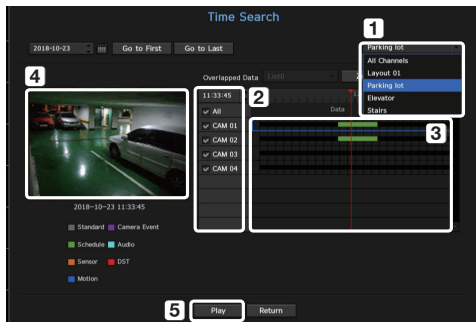 Time Search
1
2018-10-23 Go to First Go to Last
Parking lot
All Channels
Layout 01
Parking lot
Elevator
Stairs
4
Overlapped Data List0
11:33:45
2
Data
All
CAM 01
CAM 02
CAM 03
CAM 04
3
2018-10-23 11:33:45
Standard Camera Event
Schedule Audio
Sensor DST
Motion
5
Play Return